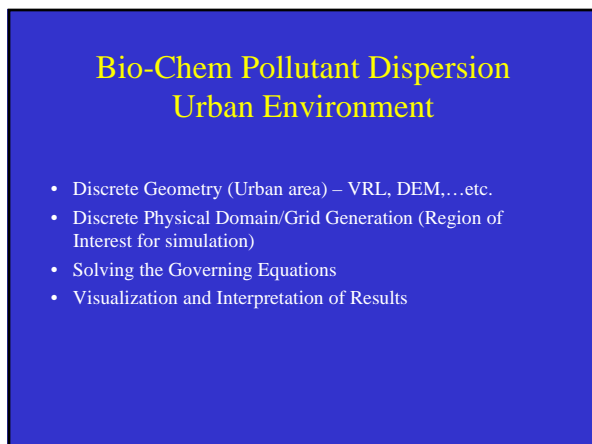 Bio-Chem Pollutant Dispersion
Urban Environment
• Discrete Geometry (Urban area) – VRL, DEM,…etc.
• Discrete Physical Domain/Grid Generation (Region of
Interest for simulation)
• Solving the Governing Equations
• Visualization and Interpretation of Results